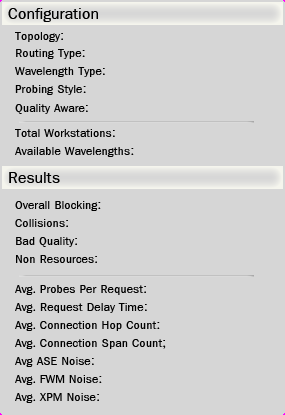 Configuration
Topology:
Routing Type:
Wavelength Type:
Probing Style:
Quality Aware:
Total Workstations:
Available Wavelengths:
Results
Overall Blocking:
Collisions:
Bad Quality:
Non Resources:
Avg. Probes Per Request:
Avg. Request Delay Time:
Avg. Connection Hop Count:
Avg. Connection Span Count;
Avg ASE Noise:
Avg. FWM Noise:
Avg. XPM Noise: